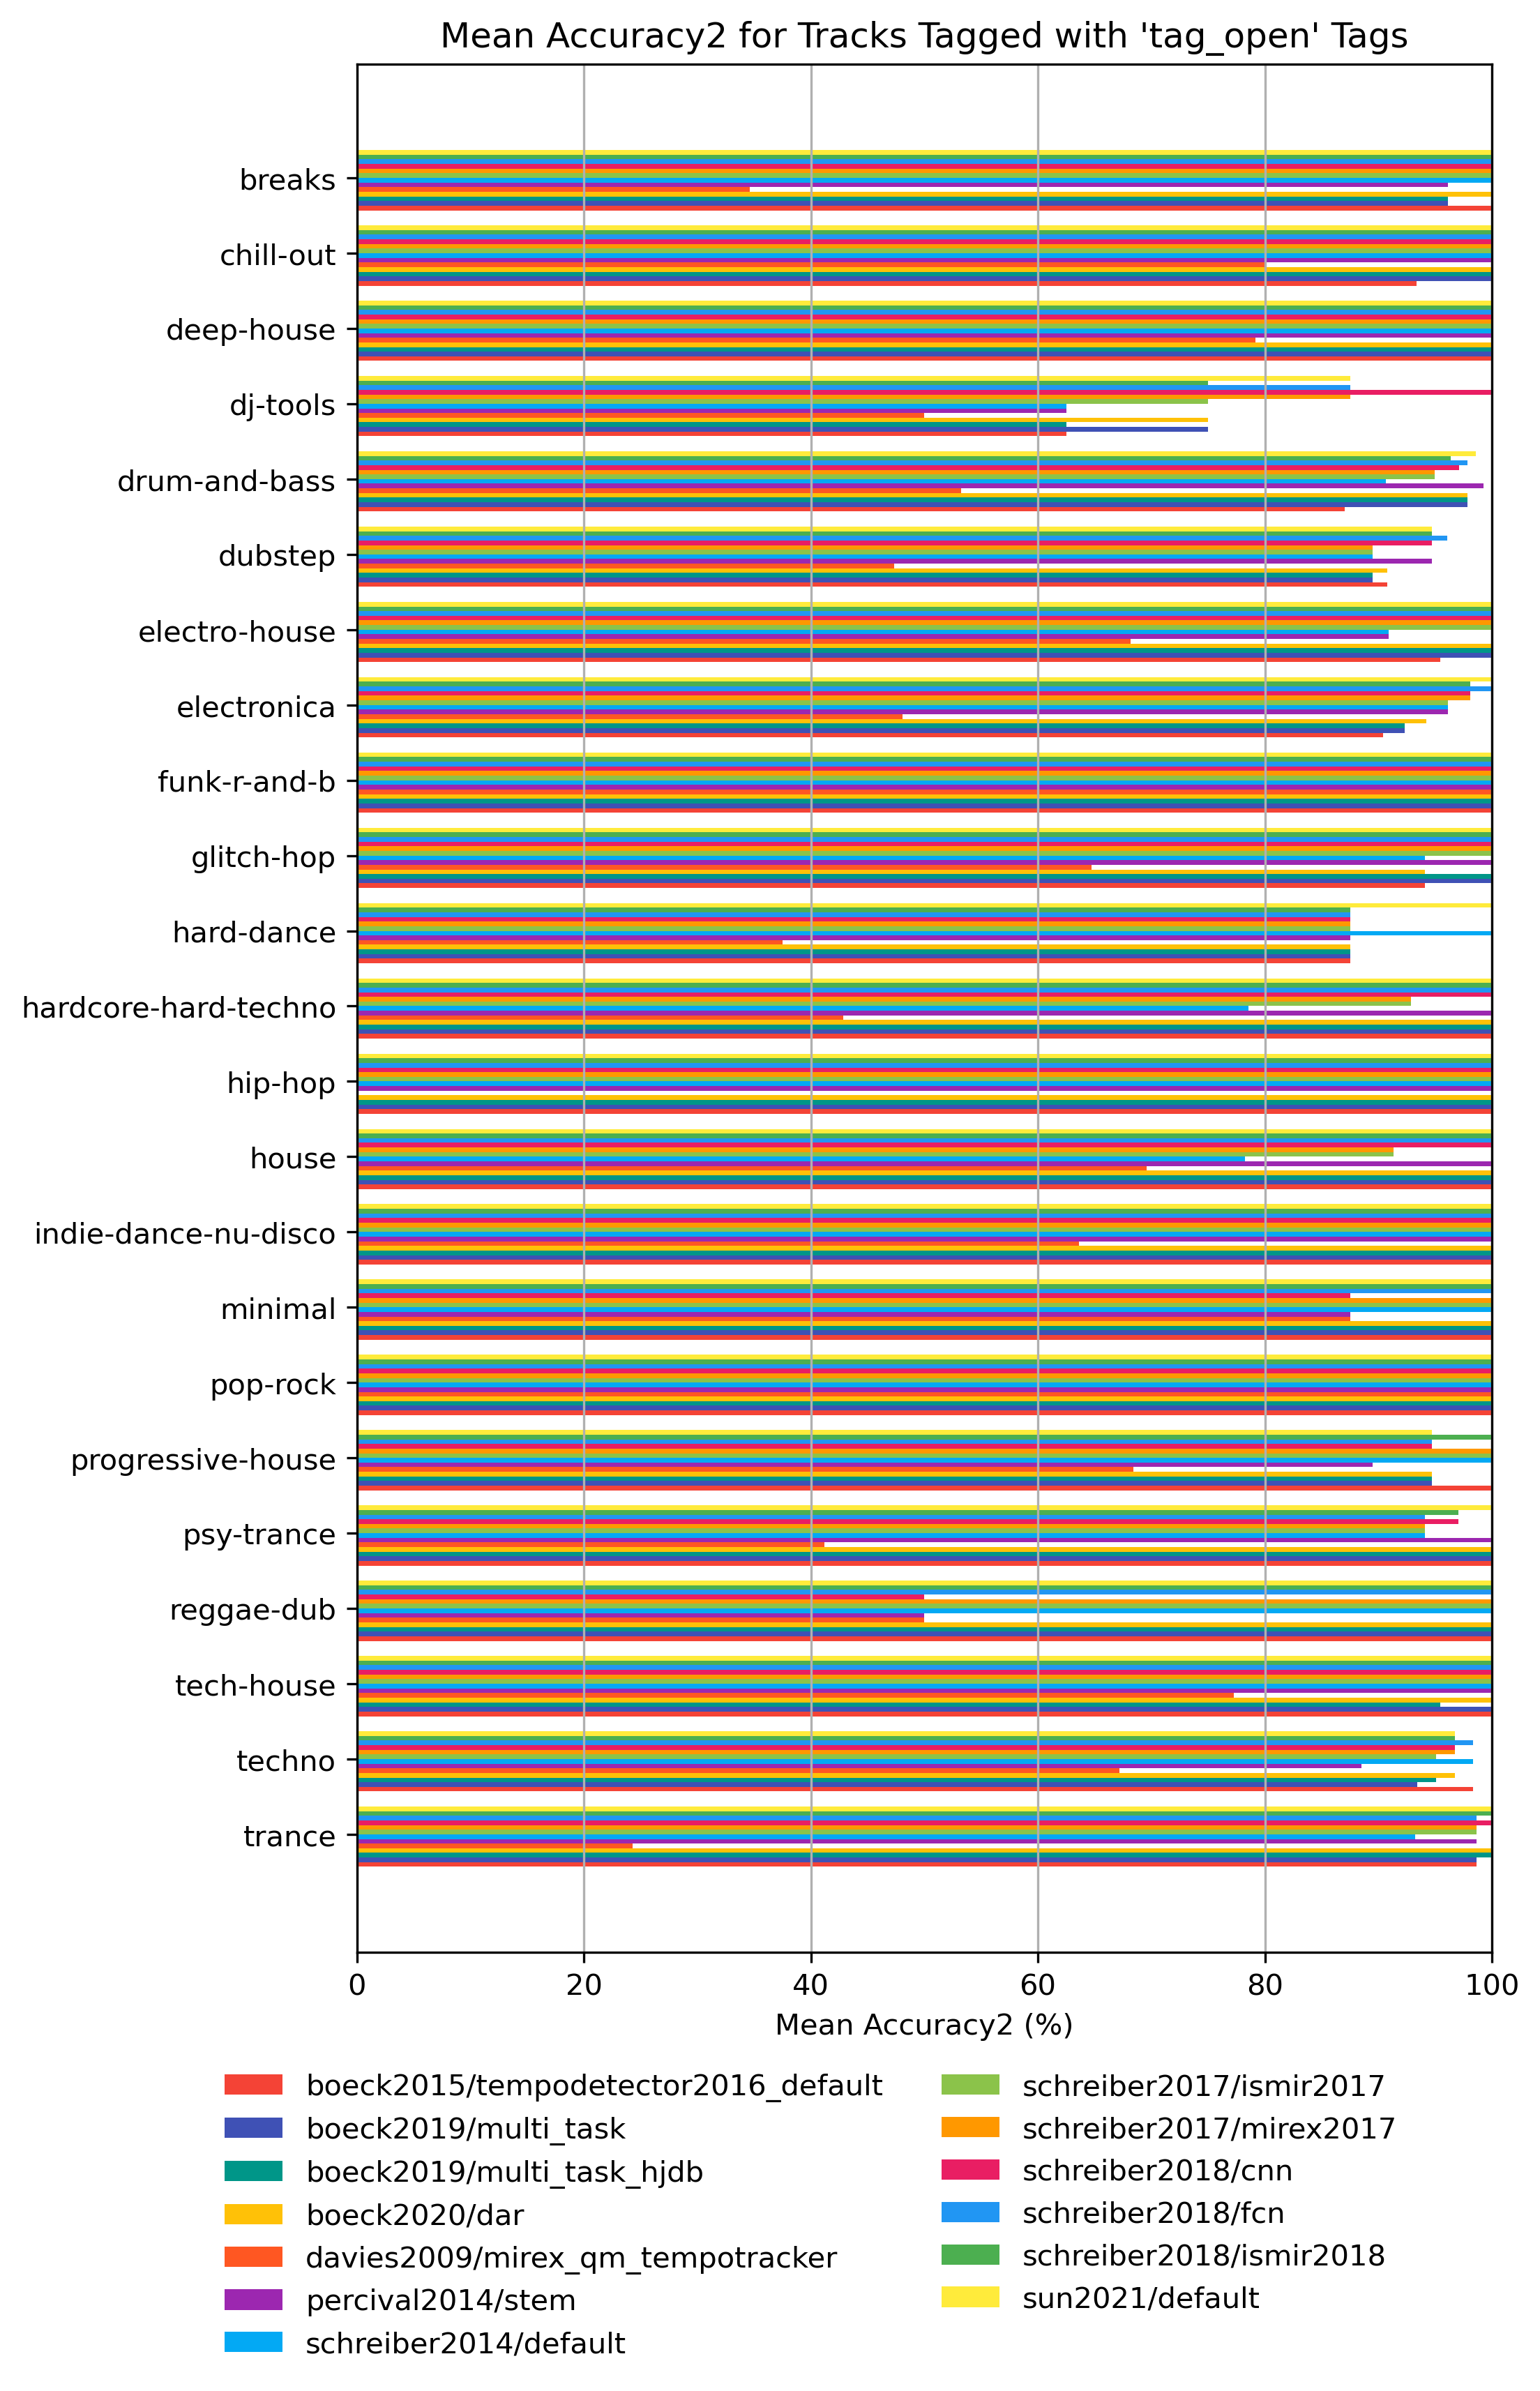 Mean Accuracy2 for Tracks Tagged with 'tag_open' Tags
breaks
chill-out
deep-house
dj-tools
drum-and-bass
dubstep
electro-house
electronica
funk-r-and-b
glitch-hop
hard-dance
hardcore-hard-techno
hip-hop
house
indie-dance-nu-disco
minimal
pop-rock
progressive-house
psy-trance
reggae-dub
tech-house
techno
trance
0 20 40 60 80 100
Mean Accuracy2 (%)
boeck2015/tempodetector2016_default
boeck2019/multi_task
boeck2019/multi_task_hjdb
boeck2020/dar
davies2009/mirex_qm_tempotracker
percival2014/stem
schreiber2014/default
schreiber2017/ismir2017
schreiber2017/mirex2017
schreiber2018/cnn
schreiber2018/fcn
schreiber2018/ismir2018
sun2021/default